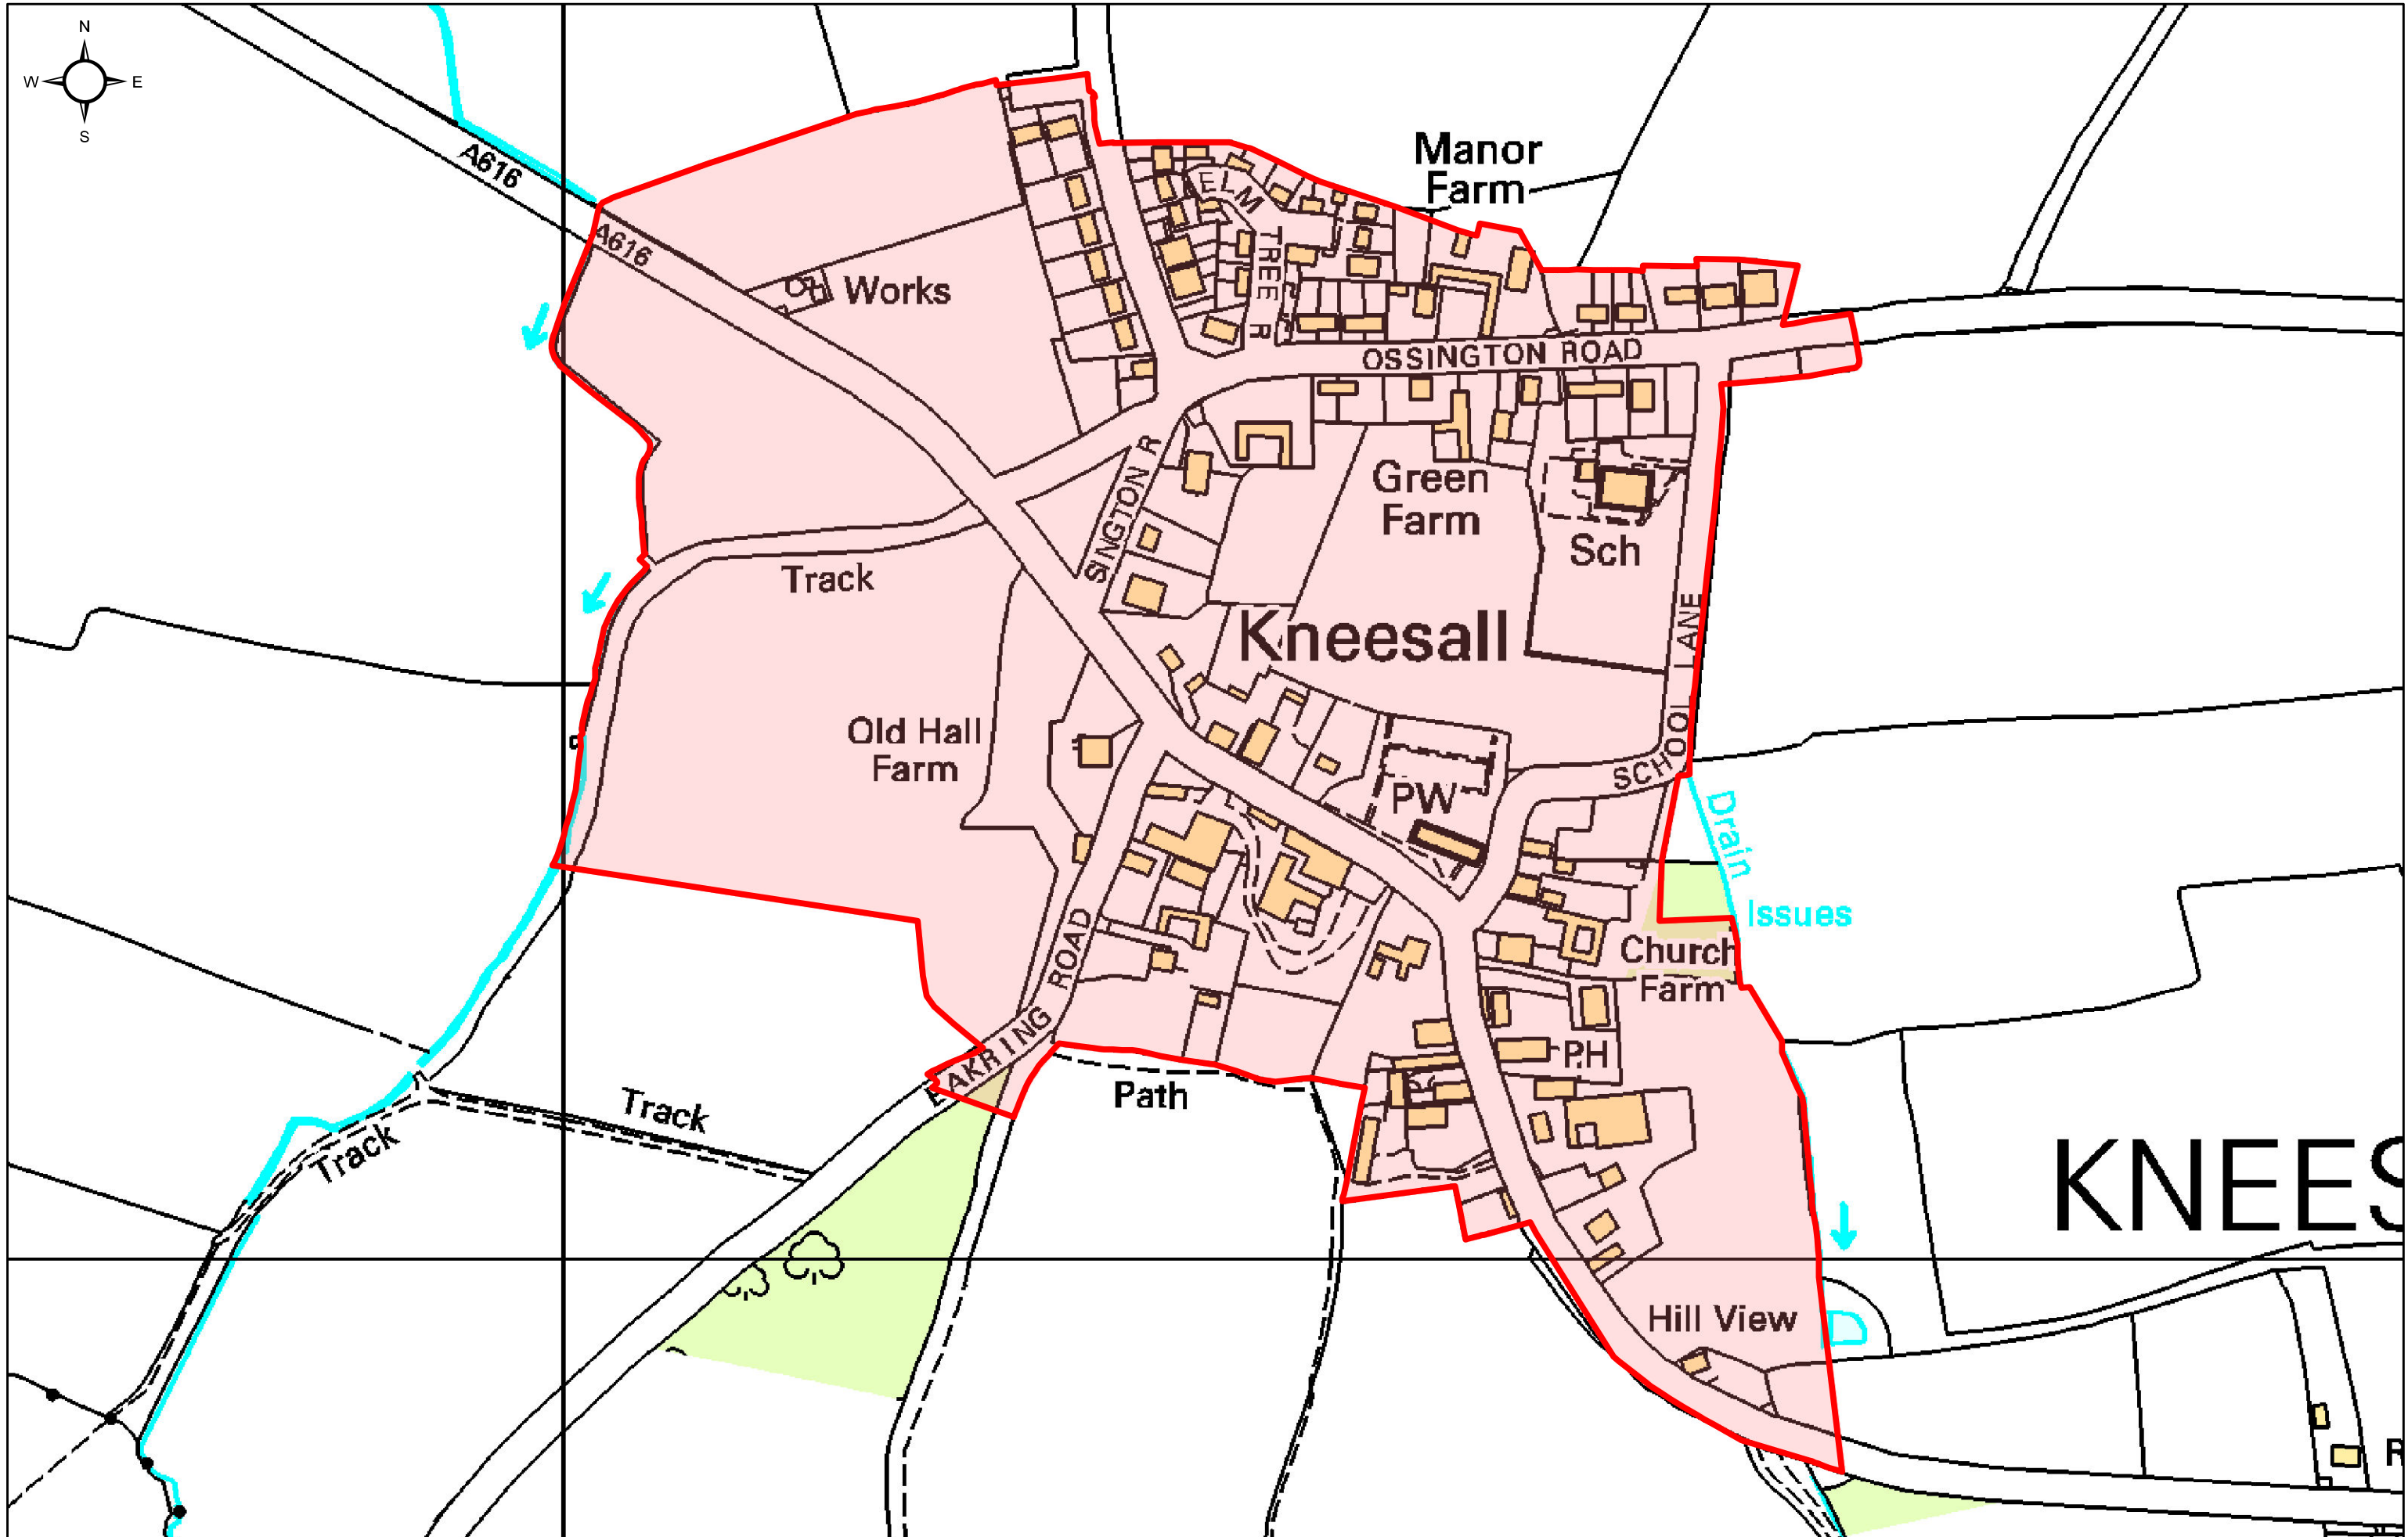 N
W E
S
A616
A616
Manor
Farm
ELM
TREE R
Works
OSSINGTON ROAD
SINGTON R
Green
Farm
Sch
Track
Kneesall
SCHOOL LANE
Old Hall
Farm
PW
Drain
Issues
Church
Farm
EAKRING ROAD
PH
Path
Track
Track
KNEES
Hill View
R